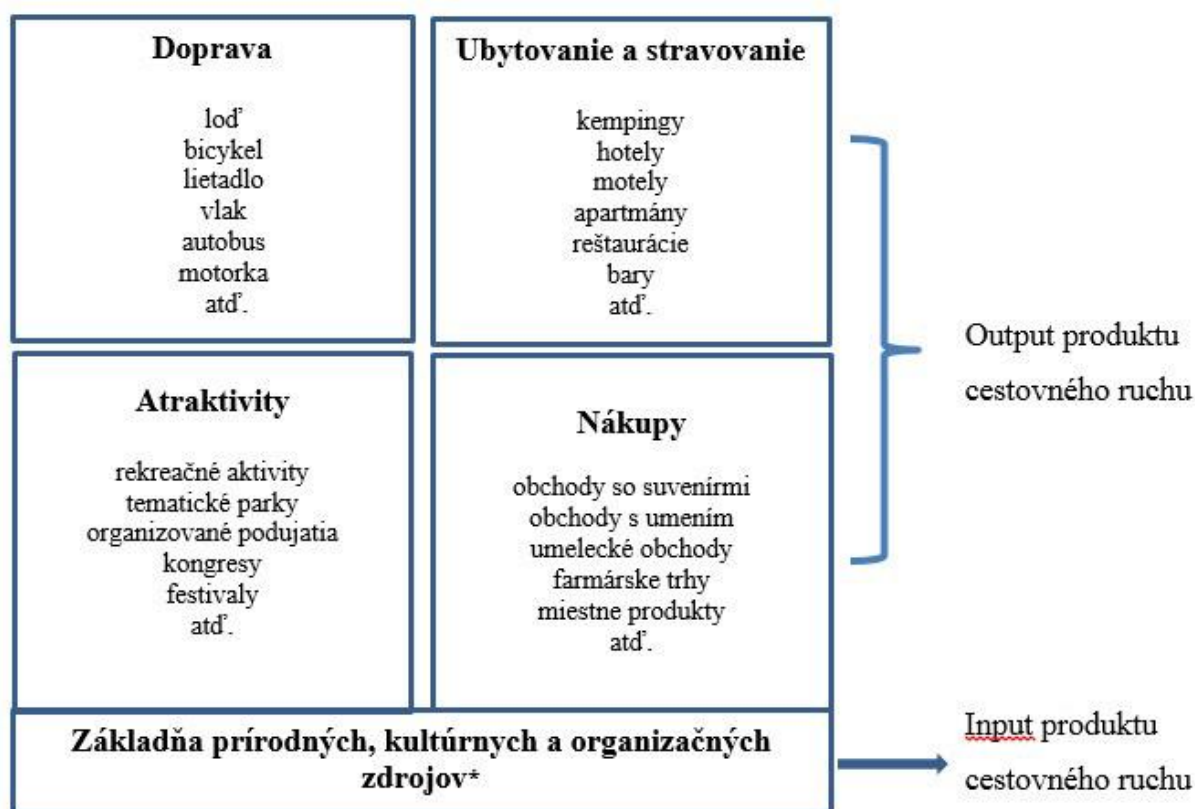 Doprava
loď
bicykel
lietadlo
vlak
autobus
motorka
atď.
Ubytovanie a stravovanie
kempingy
hotely
motely
apartmány
reštaurácie
bary
atď.
Atraktivity
rekreačné aktivity
tematické parky
organizované podujatia
kongresy
festivaly
atď.
Nákupy
obchody so suvenírmi
obchody s umením
umelecké obchody
farmárske trhy
miestne produkty
atď.
Output produktu
cestovného ruchu
Základňa prírodných, kultúrnych a organizačných
zdrojov*
Input produktu
cestovného ruchu